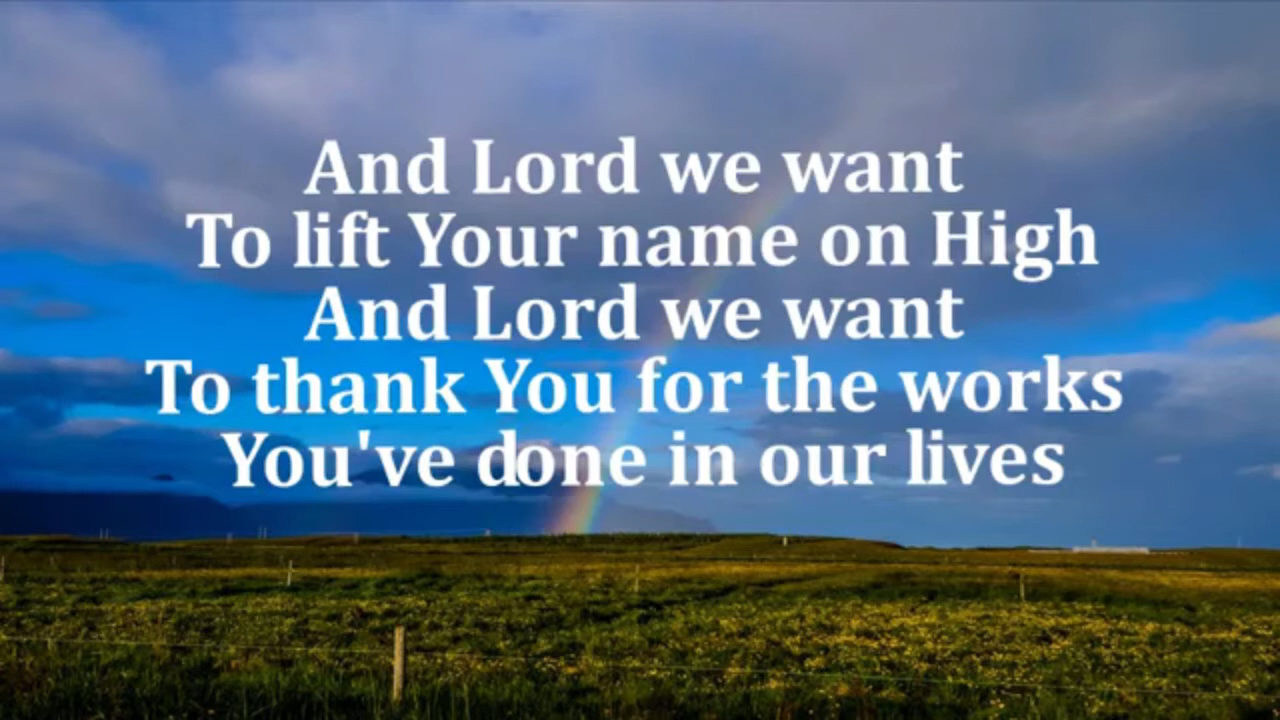 And Lord we want
To lift Your name on High
And Lord we want
To thank You for the works
You've done in our lives